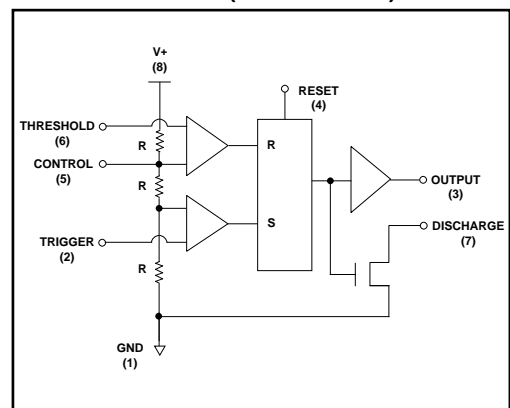 V+
(8)
RESET
(4)
THRESHOLD
(6)
R
R
CONTROL
(5)
R
OUTPUT
(3)
DISCHARGE
(7)
S
TRIGGER
(2)
R
GND
(1)